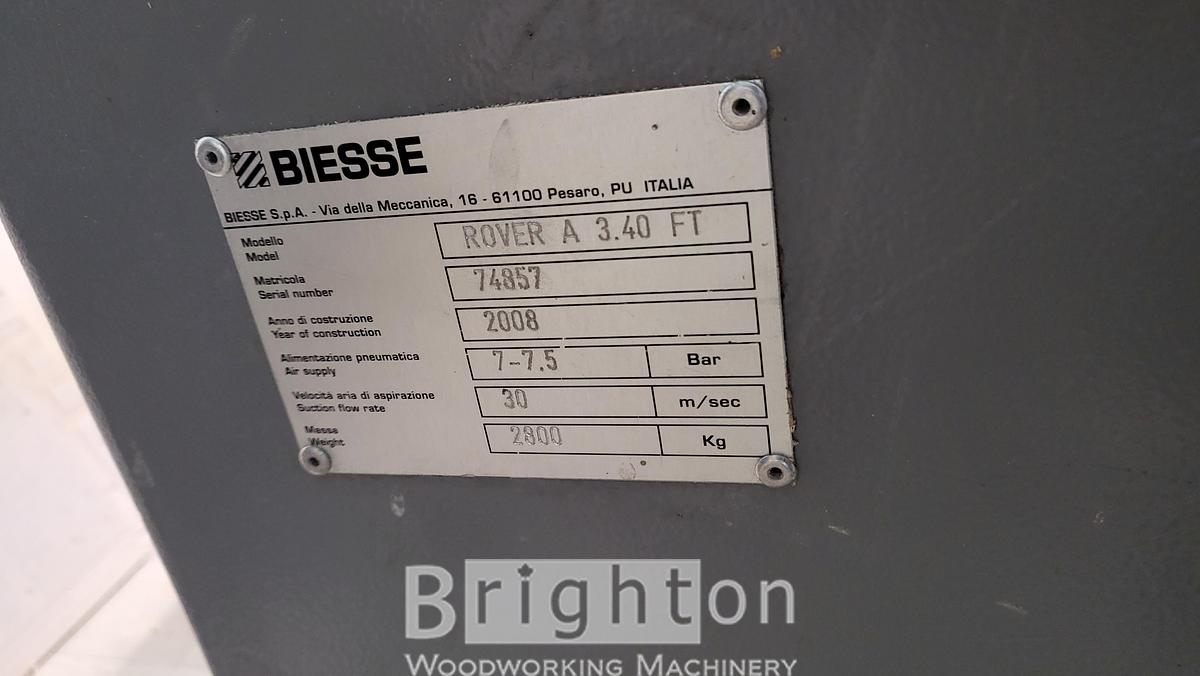 BIESSE
BIESSE S.p.A. - Via della Meccanica, 16 - 61100 Pesaro, PU ITALIA
Modello
Model
ROVER A 3.40 FT
Matricola
Serial number
74857
Anno di costruzione
Year of construction
2008
Alimentazione pneumatica
Air supply
7-7.5 Bar
Velocità aria di aspirazione
Suction flow rate
30 m/sec
Massa
Weight
2800 Kg
Brighton
WOODWORKING MACHINERY